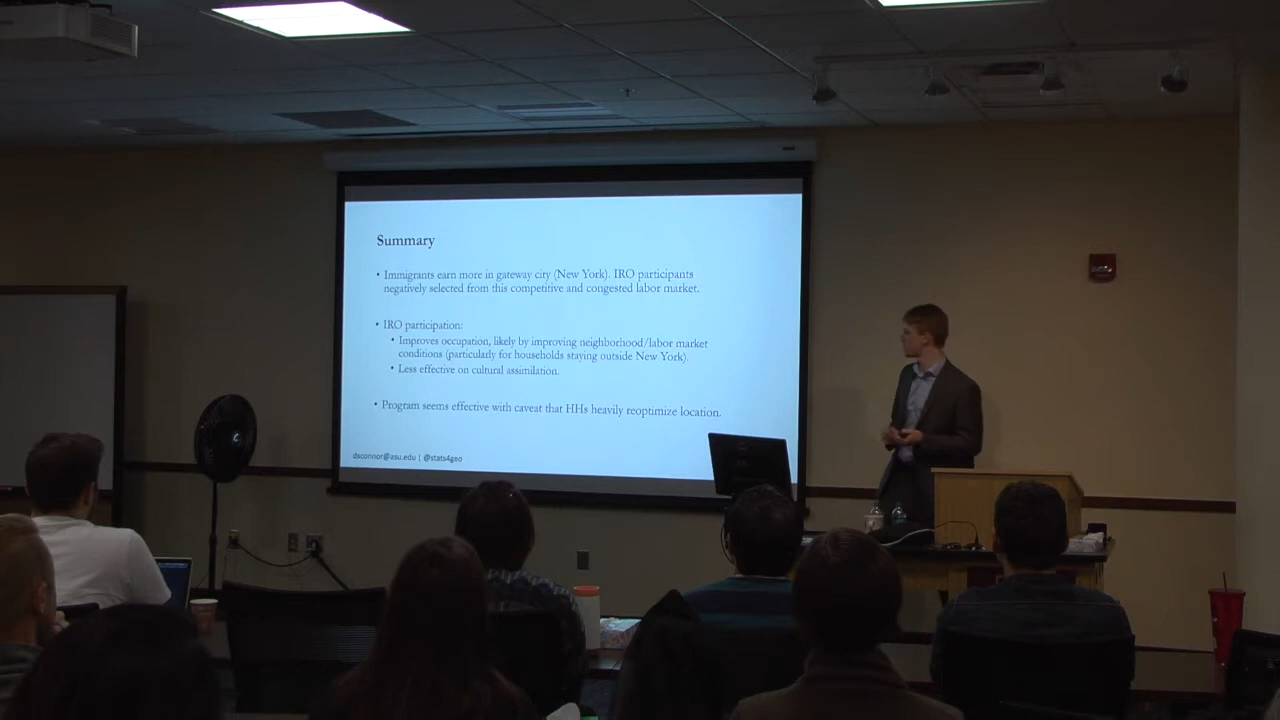 Summary
• Immigrants earn more in gateway city (New York). IRO participants
negatively selected from this competitive and congested labor market.
• IRO participation:
• Improves occupation, likely by improving neighborhood/labor market
conditions (particularly for households staying outside New York).
• Less effective on cultural assimilation.
• Program seems effective with caveat that HHs heavily reoptimize location.
dsconnor@asu.edu | @stats4geo